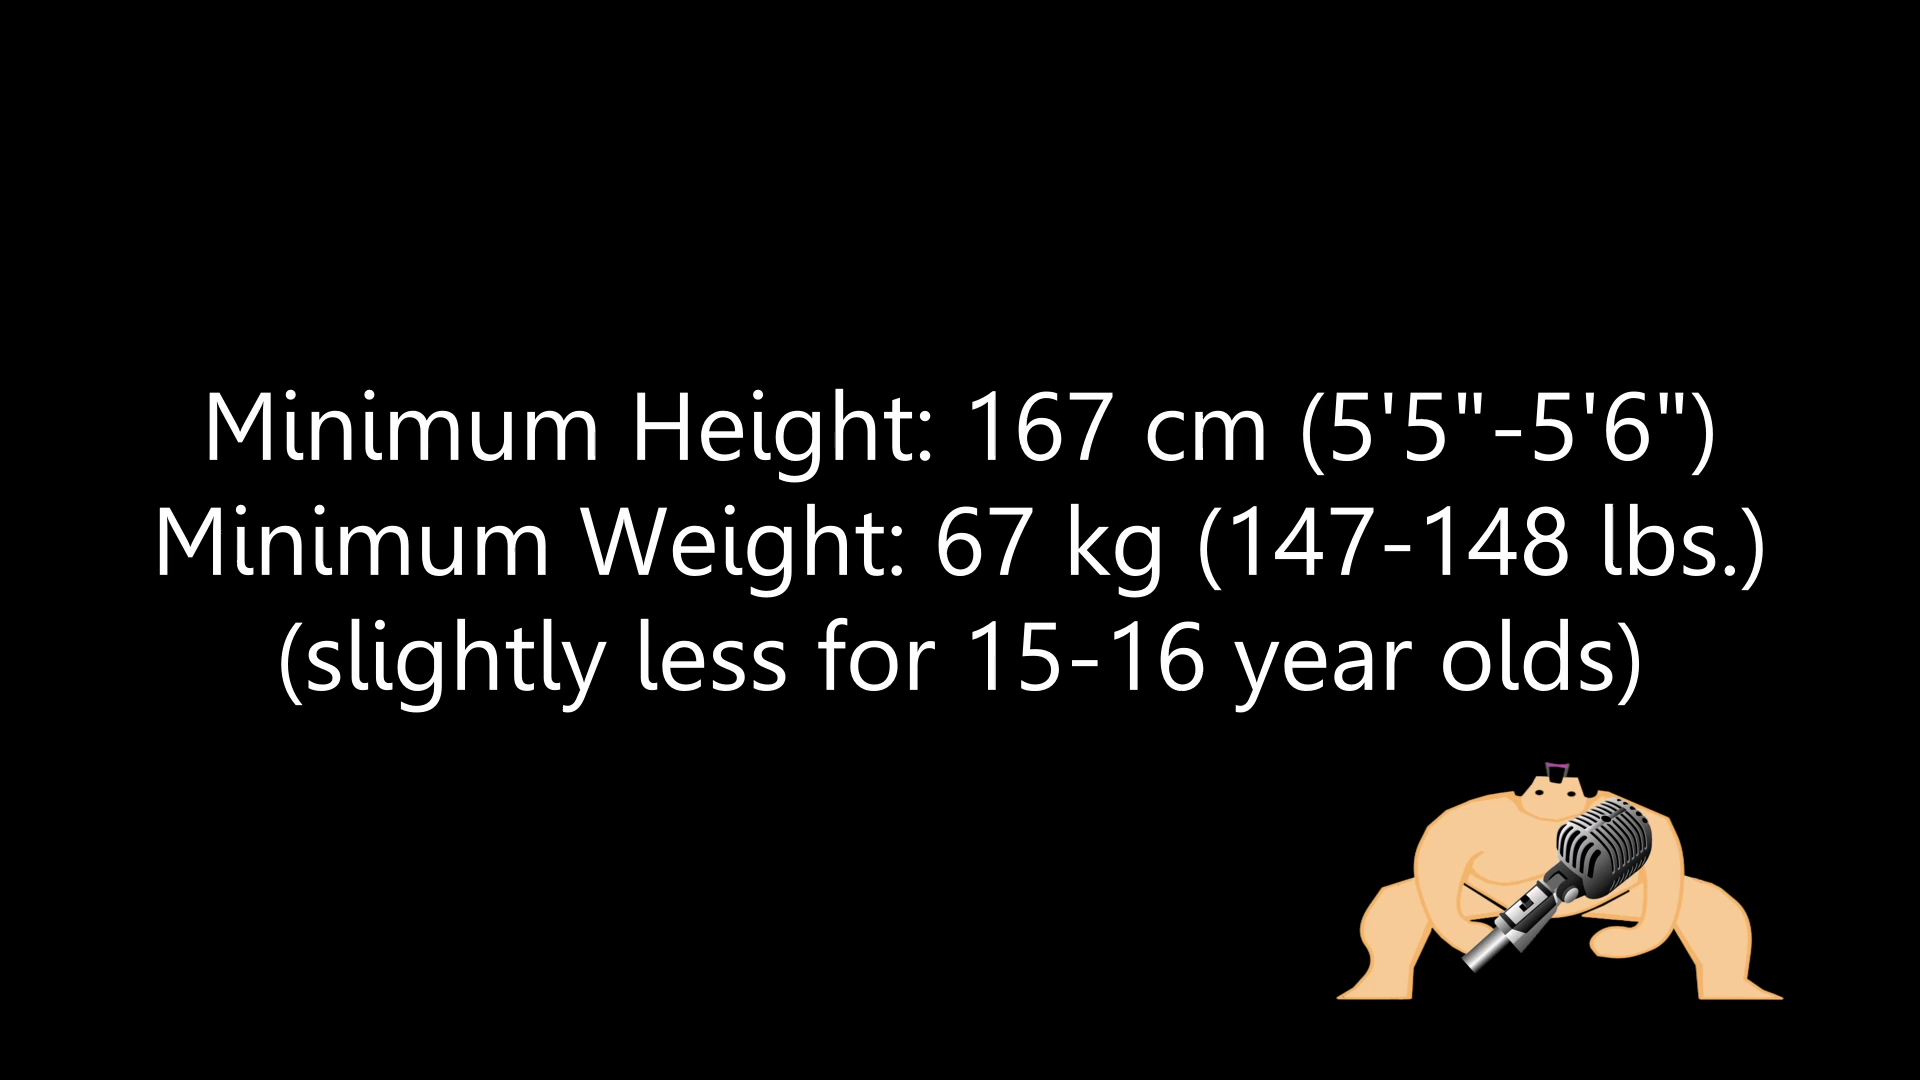 Minimum Height: 167 cm (5'5"-5'6")
Minimum Weight: 67 kg (147-148 lbs.)
(slightly less for 15-16 year olds)